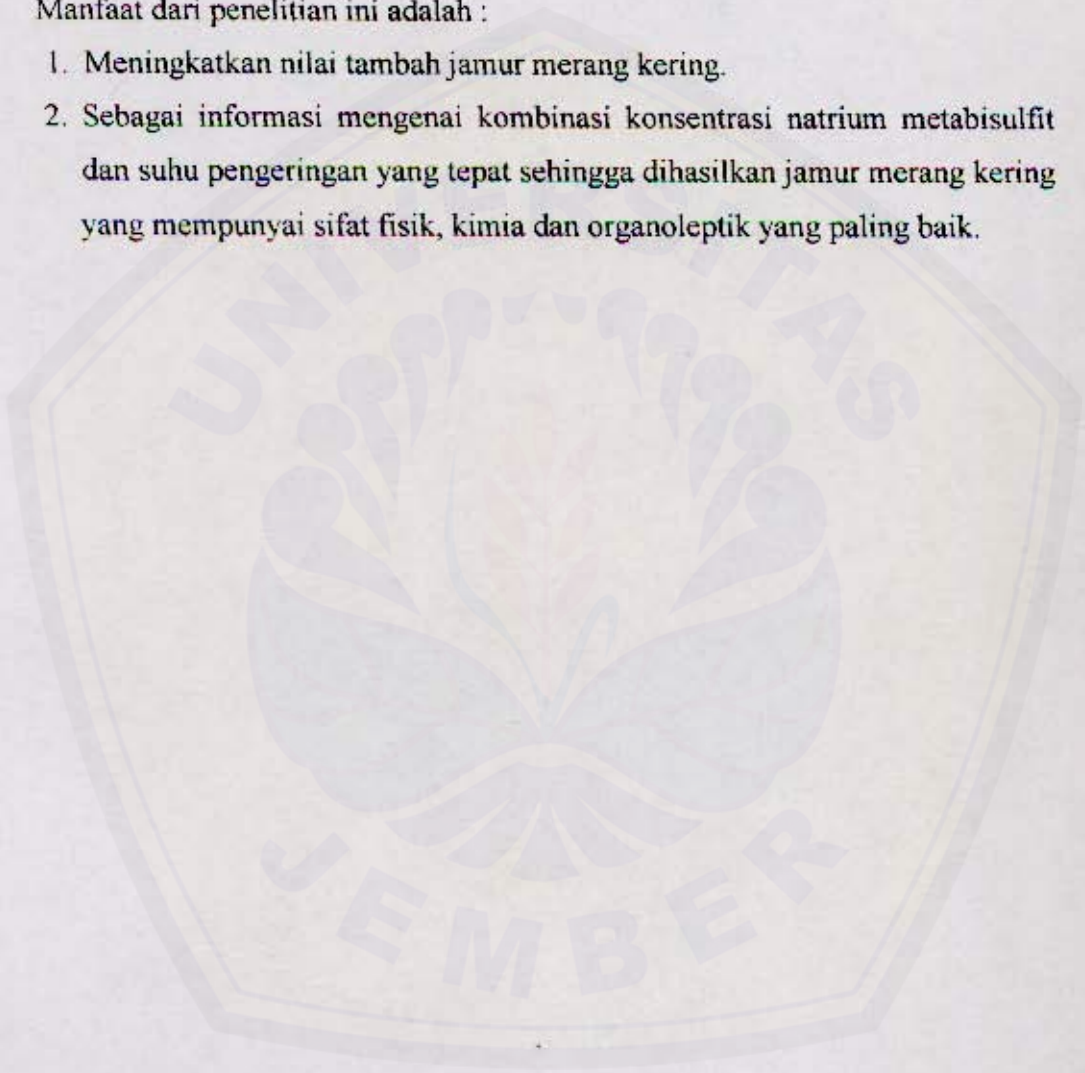 Manfaat dari penelitian ini adalah :
1. Meningkatkan nilai tambah jamur merang kering.
2. Sebagai informasi mengenai kombinasi konsentrasi natrium metabisulfit
dan suhu pengeringan yang tepat sehingga dihasilkan jamur merang kering
yang mempunyai sifat fisik, kimia dan organoleptik yang paling baik.
UNIVERSITAS
JEMBER